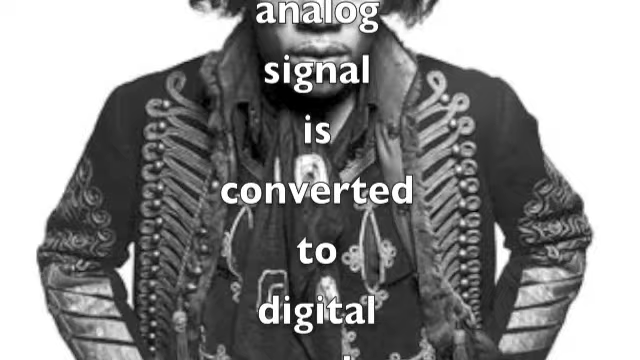 analog
signal
is
converted
to
digital